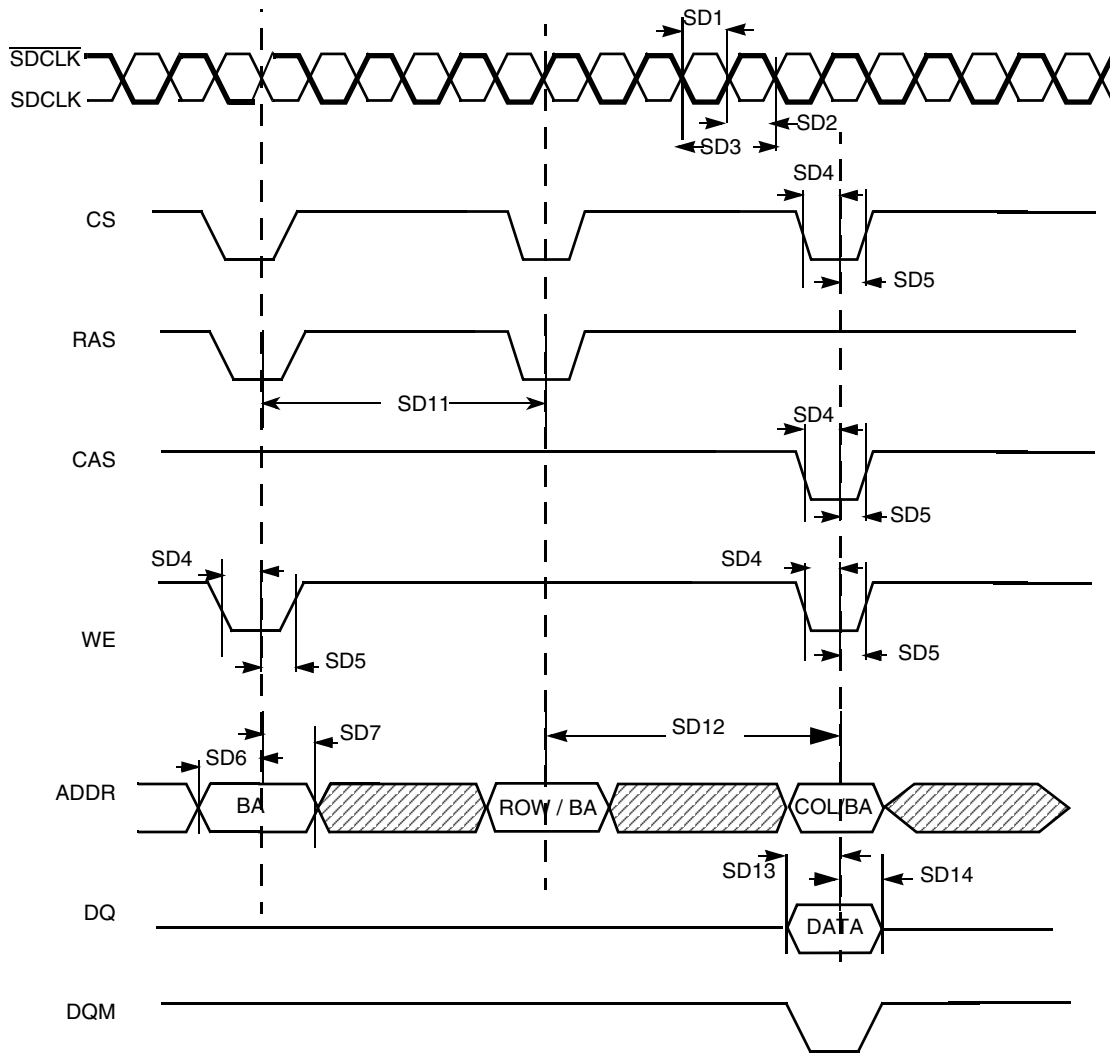 SD1
SDCLK
SDCLK
SD2
SD3
SD4
CS
SD5
RAS
SD11
SD4
CAS
SD5
SD4
SD4
WE
SD5
SD5
SD12
SD7
SD6
ADDR
BA
ROW / BA
COL/BA
SD13
SD14
DQ
DATA
DQM